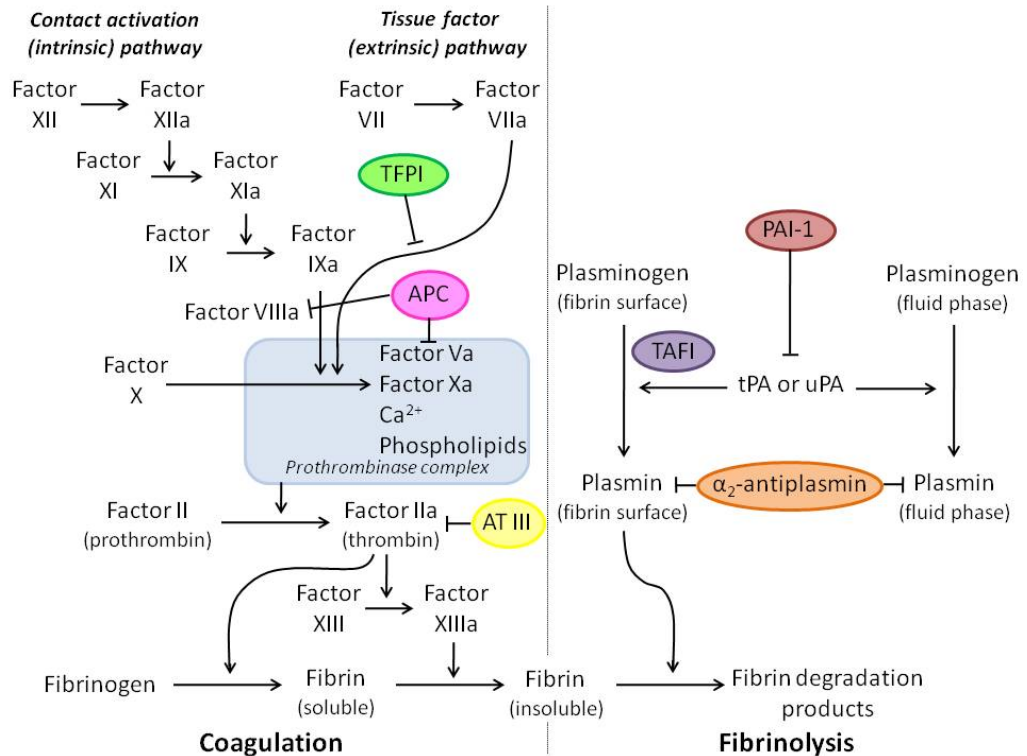 Contact activation
(intrinsic) pathway
Tissue factor
(extrinsic) pathway
Factor
XII
Factor
XIIa
Factor
VII
Factor
VIIa
Factor
XI
Factor
XIa
TFPI
Factor
IX
Factor
IXa
Factor VIIIa
APC
Factor
X
Factor Va
Factor Xa
Ca²⁺
Phospholipids
Prothrombinase complex
Factor II
(prothrombin)
Factor IIa
(thrombin)
AT III
Factor
XIII
Factor
XIIIa
Fibrinogen
Fibrin
(soluble)
Fibrin
(insoluble)
Coagulation
PAI-1
Plasminogen
(fibrin surface)
Plasminogen
(fluid phase)
TAFI
tPA or uPA
Plasmin
(fibrin surface)
α₂-antiplasmin
Plasmin
(fluid phase)
Fibrin degradation
products
Fibrinolysis